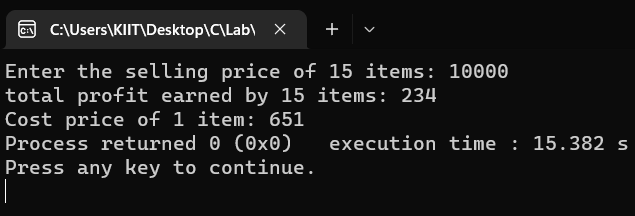 C:\Users\KIIT\Desktop\C\Lab\
Enter the selling price of 15 items: 10000
total profit earned by 15 items: 234
Cost price of 1 item: 651
Process returned 0 (0x0)   execution time : 15.382 s
Press any key to continue.